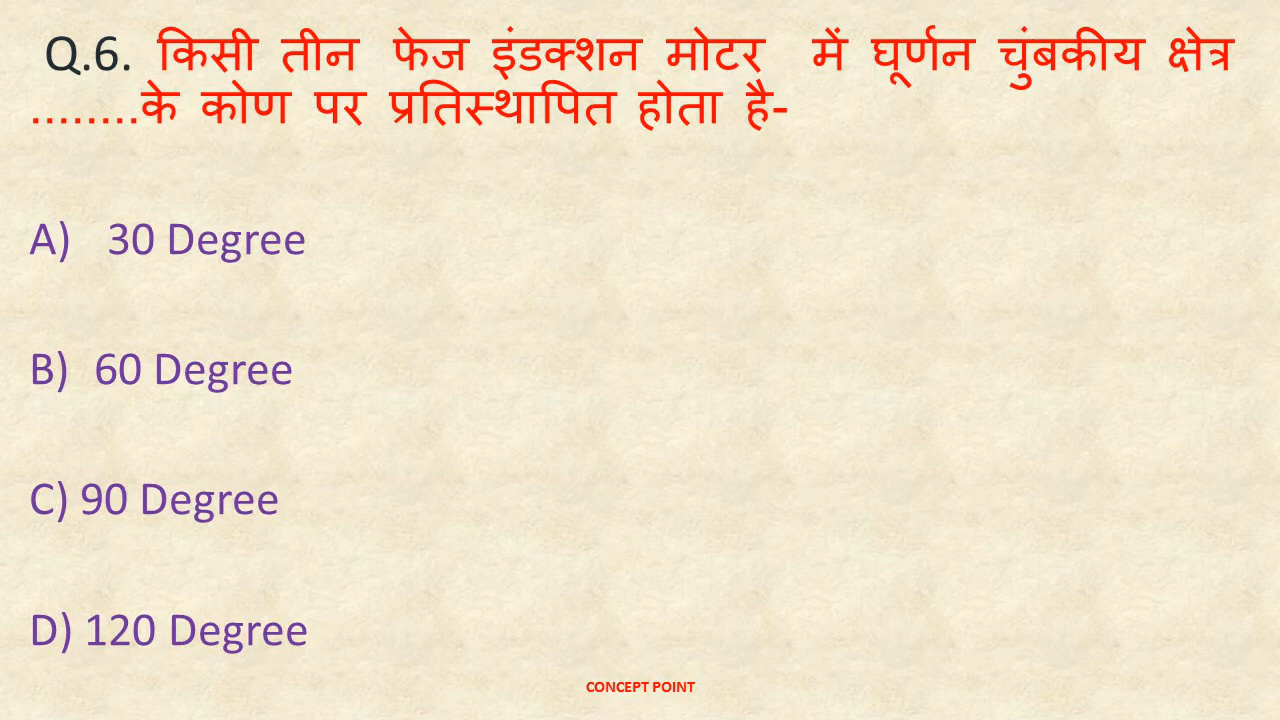 Q.6. किसी तीन फेज इंडक्शन मोटर में घूर्णन चुंबकीय क्षेत्र
........के कोण पर प्रतिस्थापित होता है-
A) 30 Degree
B) 60 Degree
C) 90 Degree
D) 120 Degree
CONCEPT POINT